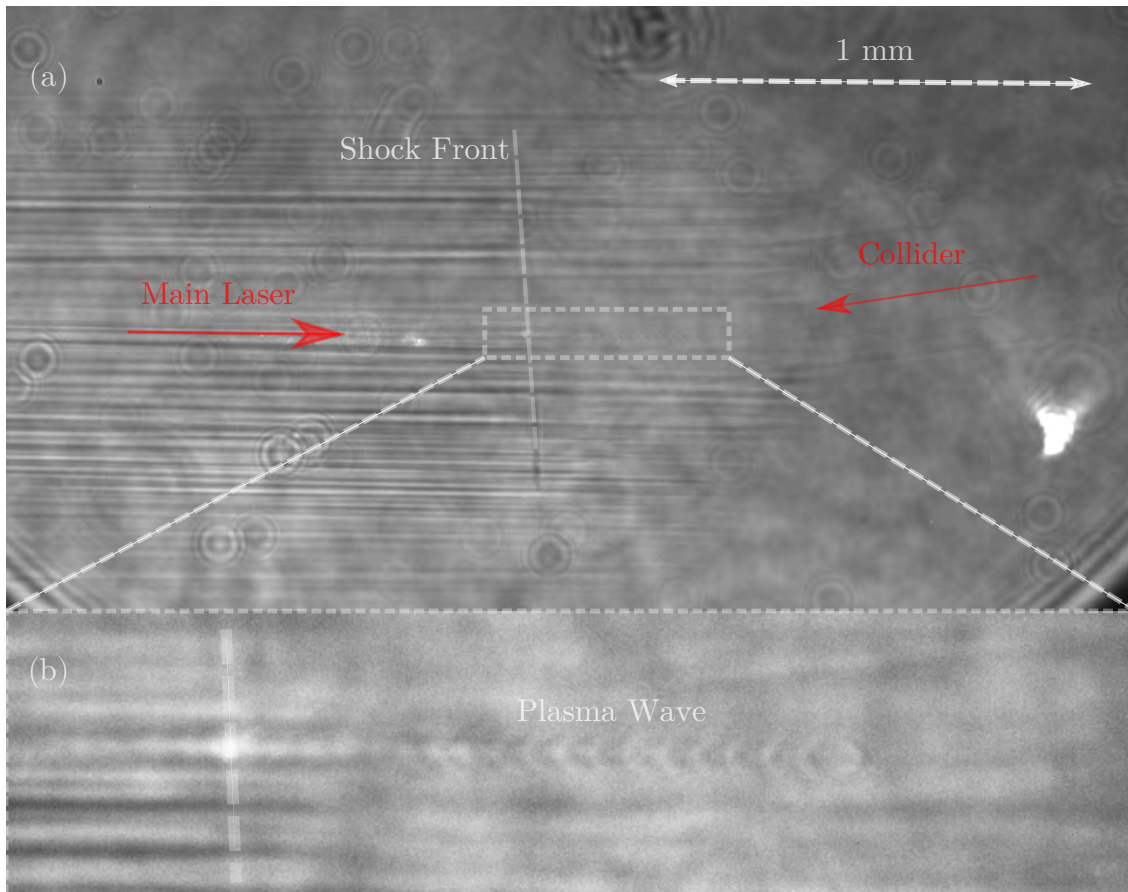 (a)
1 mm
Shock Front
Collider
Main Laser
(b)
Plasma Wave